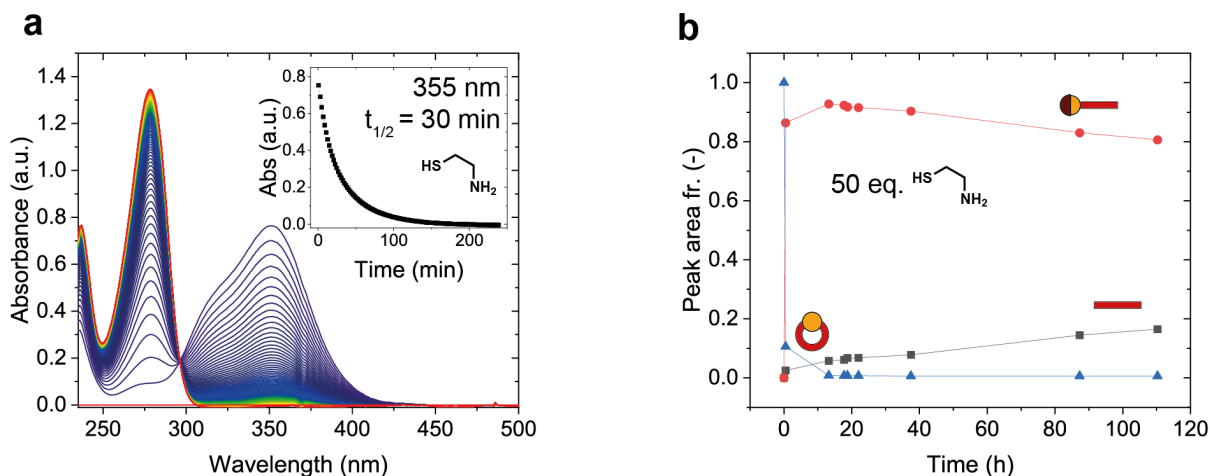 a
Absorbance (a.u.)
1.4
1.2
1.0
0.8
0.6
0.4
0.2
0.0
250
300
350
400
450
500
Wavelength (nm)
Abs (a.u.)
0.8
0.6
0.4
0.2
0.0
0
100
200
Time (min)
355 nm
t1/2 = 30 min
HS
NH2
b
Peak area fr. (-)
1.0
0.8
0.6
0.4
0.2
0.0
0
20
40
60
80
100
120
Time (h)
50 eq. HS
NH2